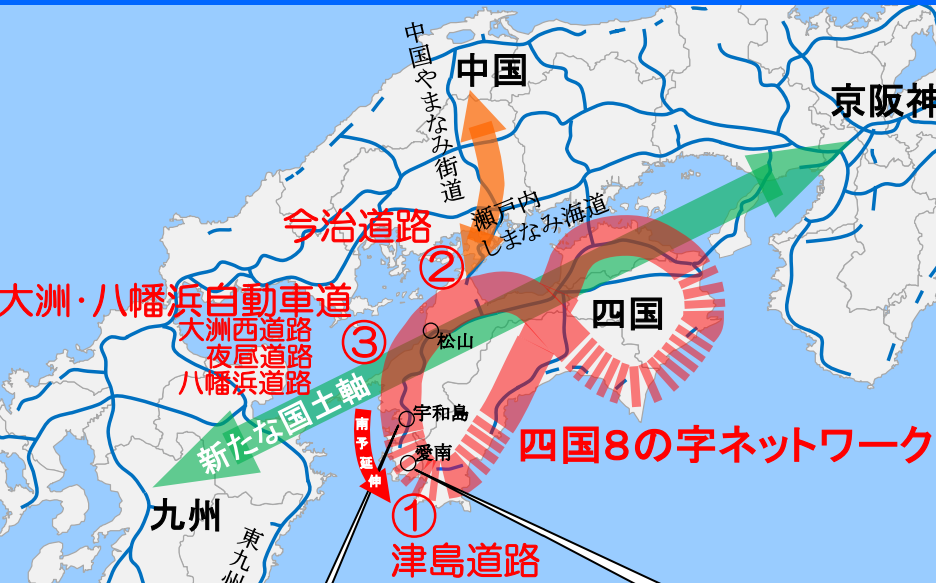 中国やまなみ街道
中国
京阪神
瀬戸内
しまなみ海道
今治道路
②
大洲・八幡浜自動車道
大洲西道路
夜昼道路
八幡浜道路
③
松山
四国
新たな国土軸
宇和島
南予延伸
愛南
四国8の字ネットワーク
①
津島道路
九州
東九州